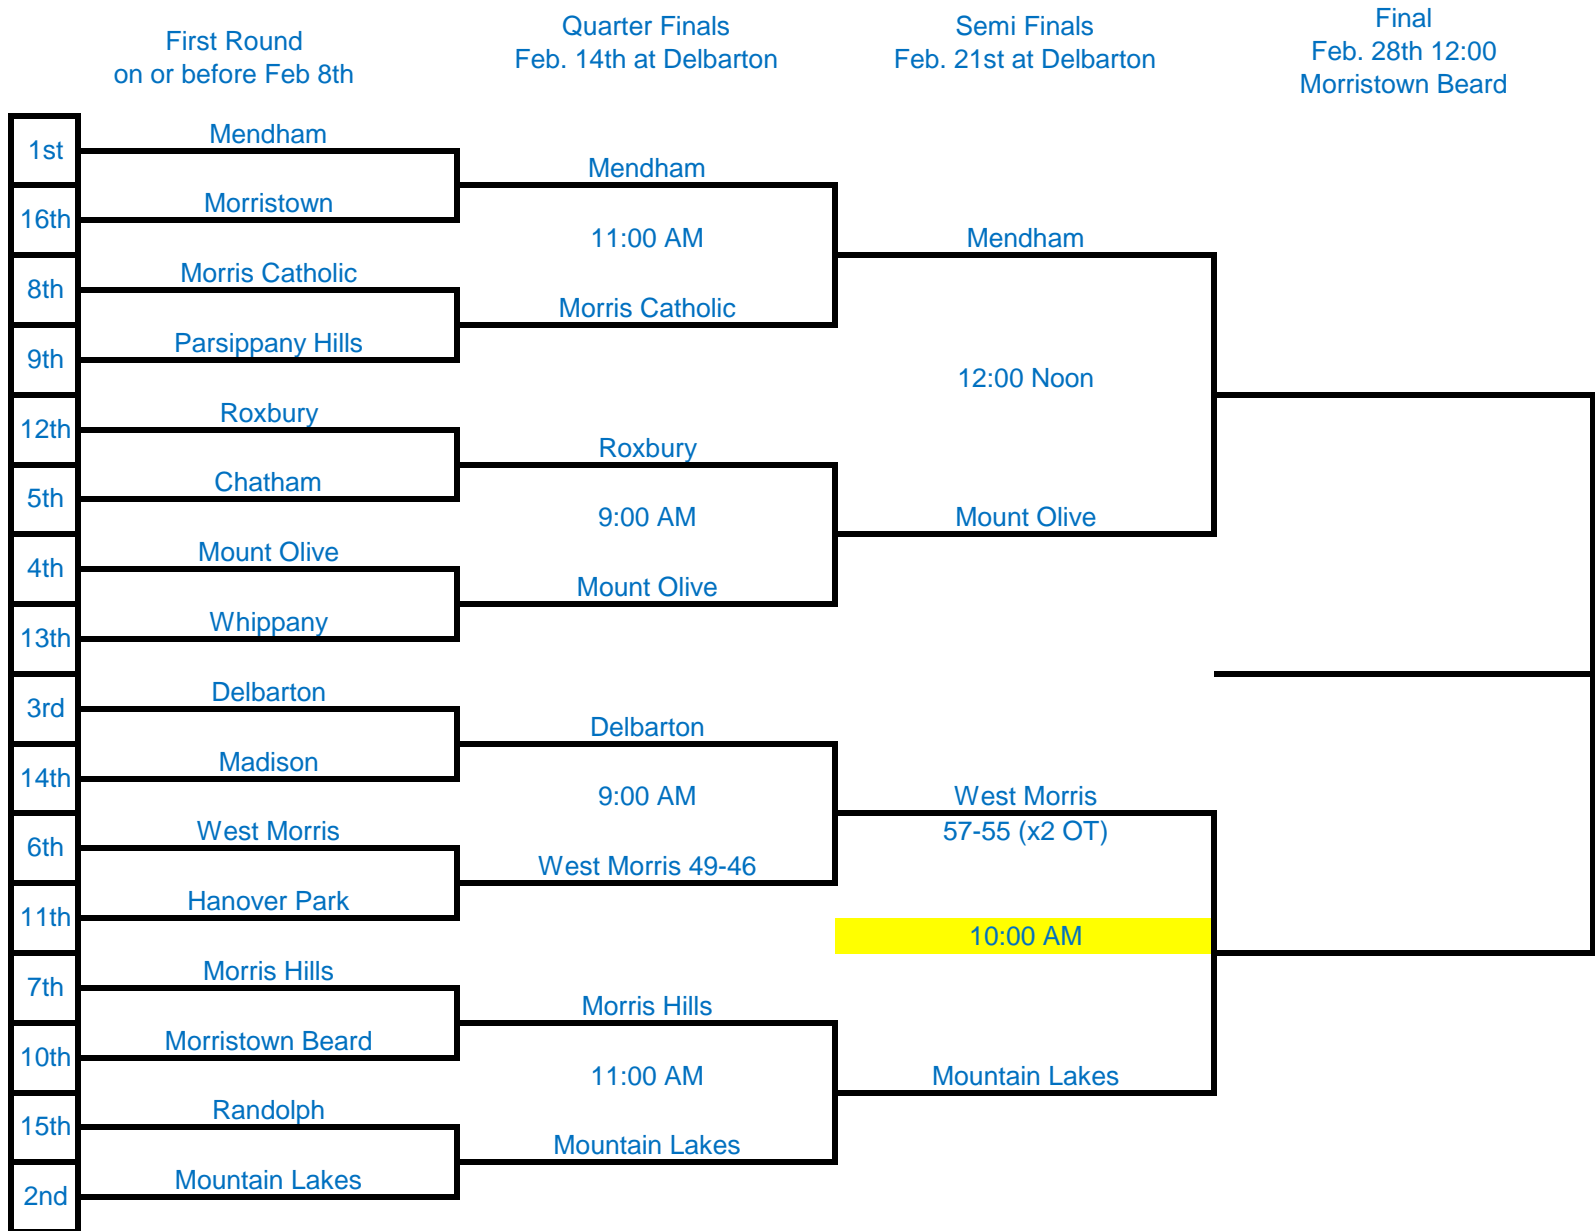 First Round
on or before Feb 8th
Quarter Finals
Feb. 14th at Delbarton
Semi Finals
Feb. 21st at Delbarton
Final
Feb. 28th 12:00
Morristown Beard
1st
Mendham
16th
Morristown
8th
Morris Catholic
9th
Parsippany Hills
12th
Roxbury
5th
Chatham
4th
Mount Olive
13th
Whippany
3rd
Delbarton
14th
Madison
6th
West Morris
11th
Hanover Park
7th
Morris Hills
10th
Morristown Beard
15th
Randolph
2nd
Mountain Lakes
Mendham
11:00 AM
Morris Catholic
Roxbury
9:00 AM
Mount Olive
Delbarton
9:00 AM
West Morris 49-46
Morris Hills
11:00 AM
Mountain Lakes
Mendham
12:00 Noon
Mount Olive
West Morris
57-55 (x2 OT)
10:00 AM
Mountain Lakes